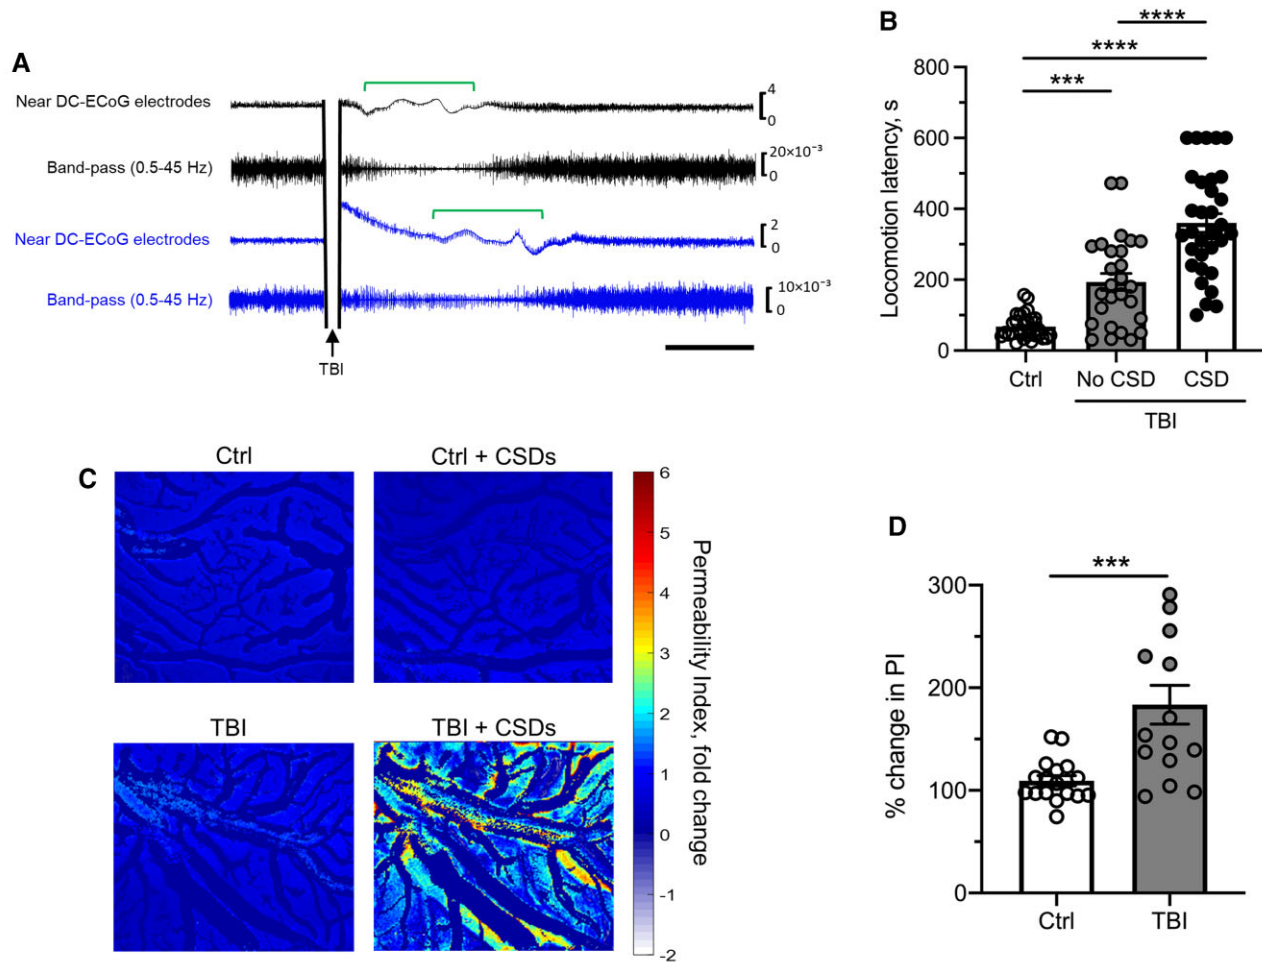 A
Near DC-ECoG electrodes
4
0
Band-pass (0.5-45 Hz)
20×10⁻³
0
Near DC-ECoG electrodes
2
0
Band-pass (0.5-45 Hz)
10×10⁻³
0
TBI
B
****
****
***
Locomotion latency, s
800
600
400
200
0
Ctrl
No CSD
CSD
TBI
C
Ctrl
Ctrl + CSDs
TBI
TBI + CSDs
6
5
4
3
2
1
0
-1
-2
Permeability Index, fold change
D
***
% change in PI
300
200
100
0
Ctrl
TBI